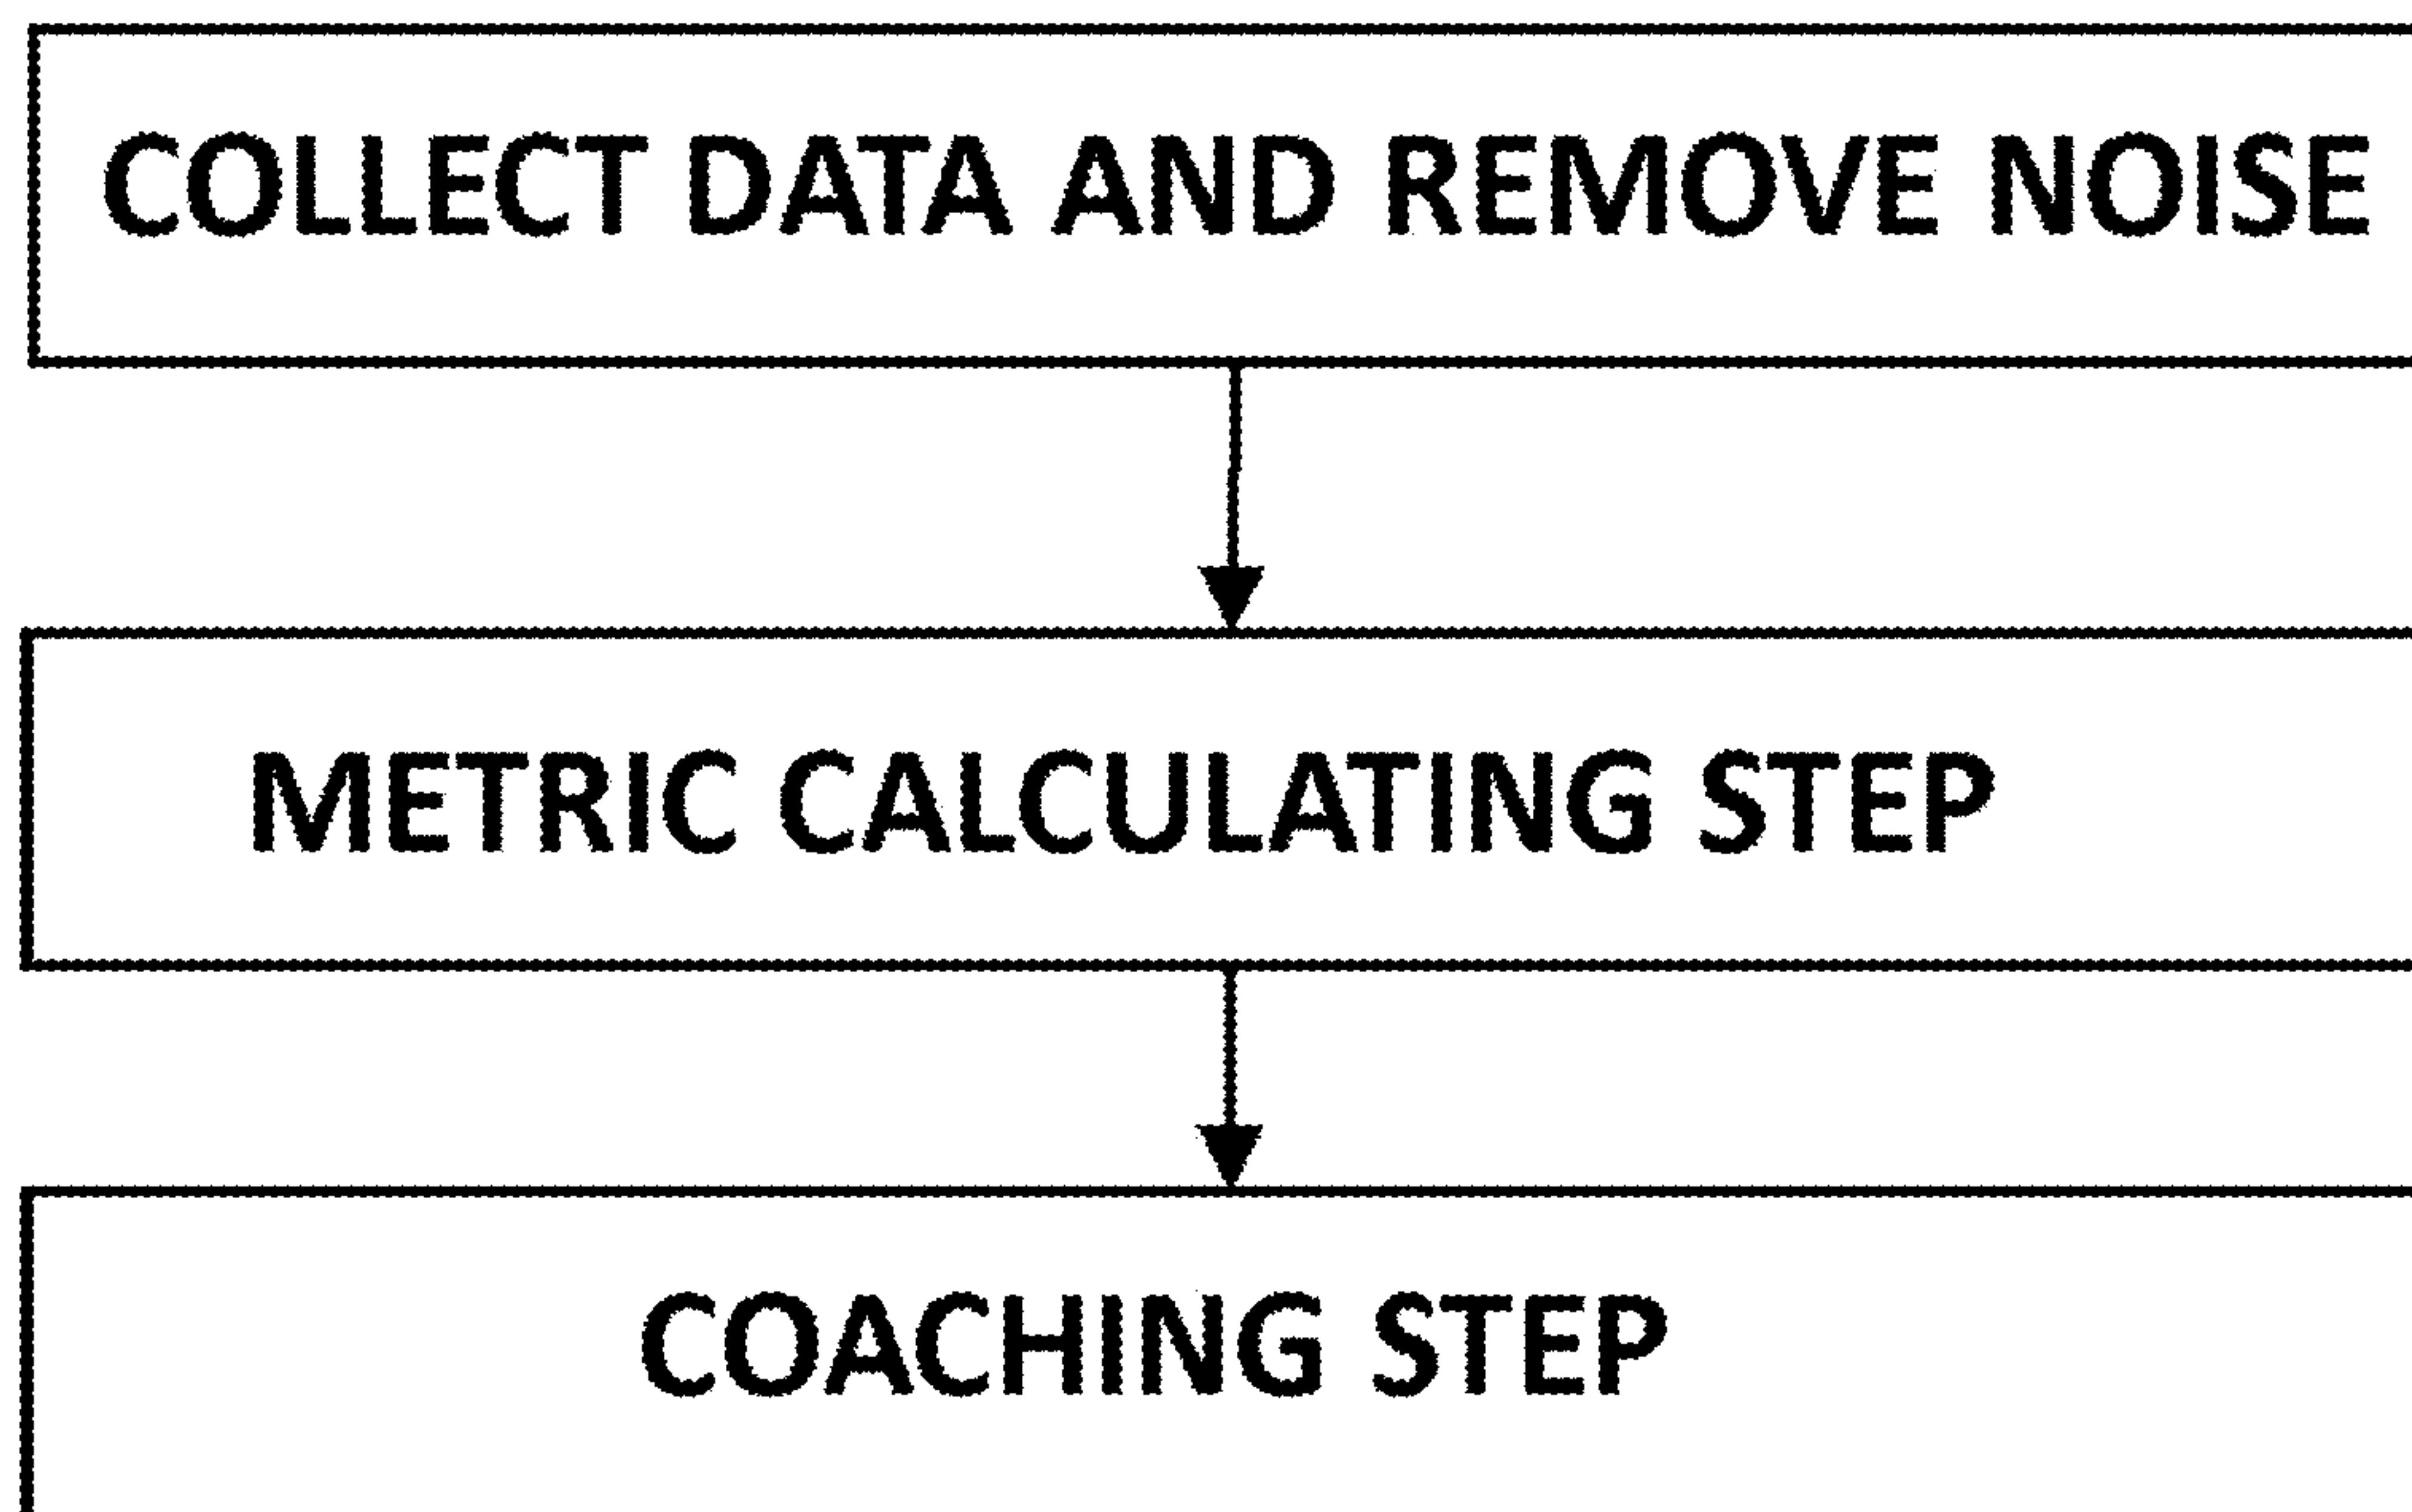 COLLECT DATA AND REMOVE NOISE
METRIC CALCULATING STEP
COACHING STEP